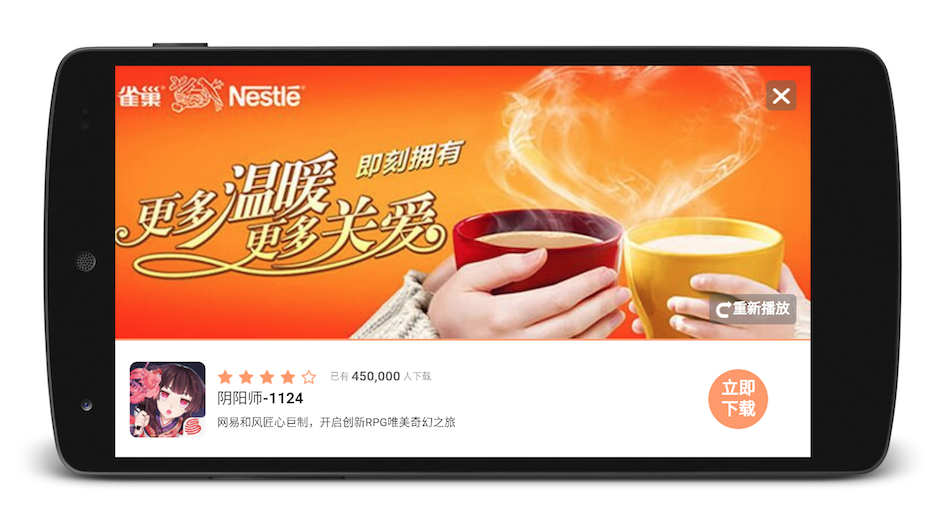 雀巢 Nestlé
即刻拥有
更多温暖
更多关爱
重新播放
已有 450,000 人下载
阴阳师-1124
网易和风匠心巨制，开启创新RPG唯美奇幻之旅
立即
下载